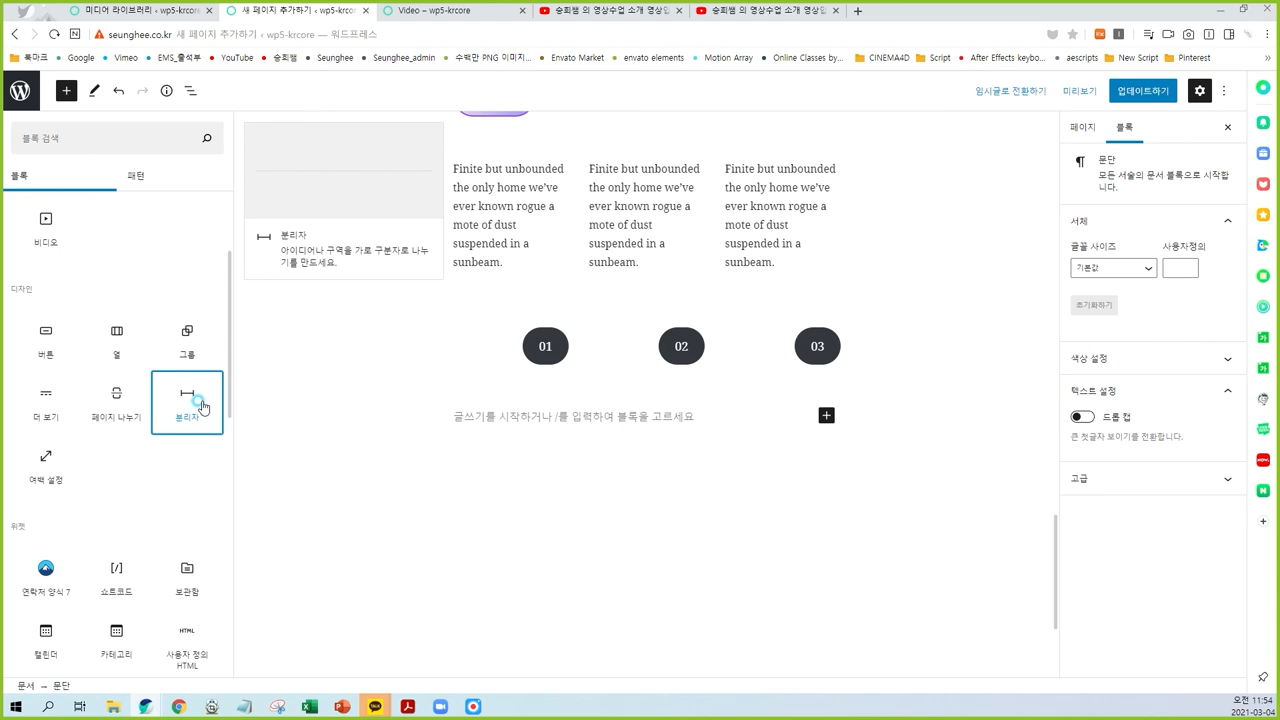 미디어 라이브러리 ‹ wp5-krcore
새 페이지 추가하기 ‹ wp5-krco
Video – wp5-krcore
승희쌤 의 영상수업 소개 영상입
승희쌤 의 영상수업 소개 영상입
seunghee.co.kr 새 페이지 추가하기 ‹ wp5-krcore — 워드프레스
북마크 Google Vimeo EMS_출석부 YouTube 승희쌤 Seunghee Seunghee_admin 수백만 PNG 이미지... Envato Market envato elements Motion Array Online Classes by... CINEMA4D Script After Effects keybo... aescripts New Script Pinterest
임시글로 전환하기 미리보기 업데이트하기
블록 검색
블록 패턴
비디오
디자인
버튼 열 그룹
더 보기 페이지 나누기 분리자
여백 설정
위젯
연락처 양식 7 쇼트코드 보관함
캘린더 카테고리 사용자 정의
HTML
HTML
분리자
아이디어나 구역을 가로 구분자로 나누
기를 만드세요.
Finite but unbounded
the only home we've
ever known rogue a
mote of dust
suspended in a
sunbeam.
Finite but unbounded
the only home we've
ever known rogue a
mote of dust
suspended in a
sunbeam.
Finite but unbounded
the only home we've
ever known rogue a
mote of dust
suspended in a
sunbeam.
01 02 03
글쓰기를 시작하거나 /를 입력하여 블록을 고르세요
페이지 블록
문단
모든 서술의 문서 블록으로 시작합
니다.
서체
글꼴 사이즈 사용자정의
기본값
초기화하기
색상 설정
텍스트 설정
드롭 캡
큰 첫글자 보이기를 전환합니다.
고급
문서 → 문단
TALK
오전 11:54
2021-03-04